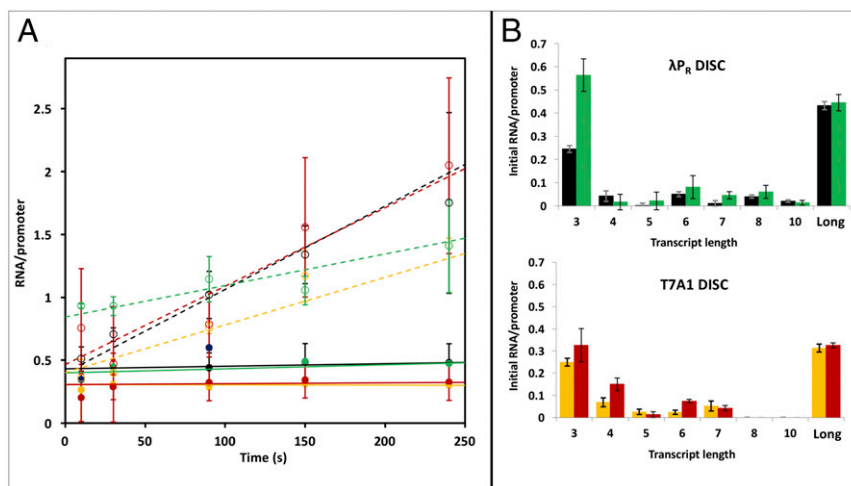 A
RNA/promoter
2.5
2
1.5
1
0.5
0
0 50 100 150 200 250
Time (s)
B
λPR DISC
Initial RNA/promoter
0.7
0.6
0.5
0.4
0.3
0.2
0.1
0
3 4 5 6 7 8 10 Long
Transcript length
T7A1 DISC
Initial RNA/promoter
0.7
0.6
0.5
0.4
0.3
0.2
0.1
0
3 4 5 6 7 8 10 Long
Transcript length